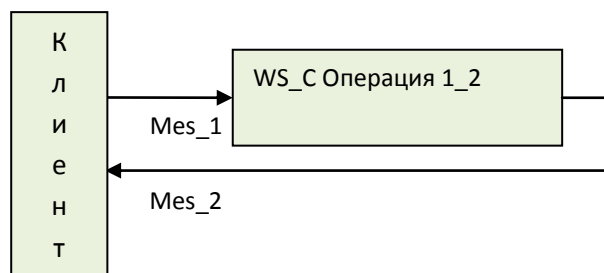 К
л
и
е
н
т
WS_C Операция 1_2
Mes_1
Mes_2